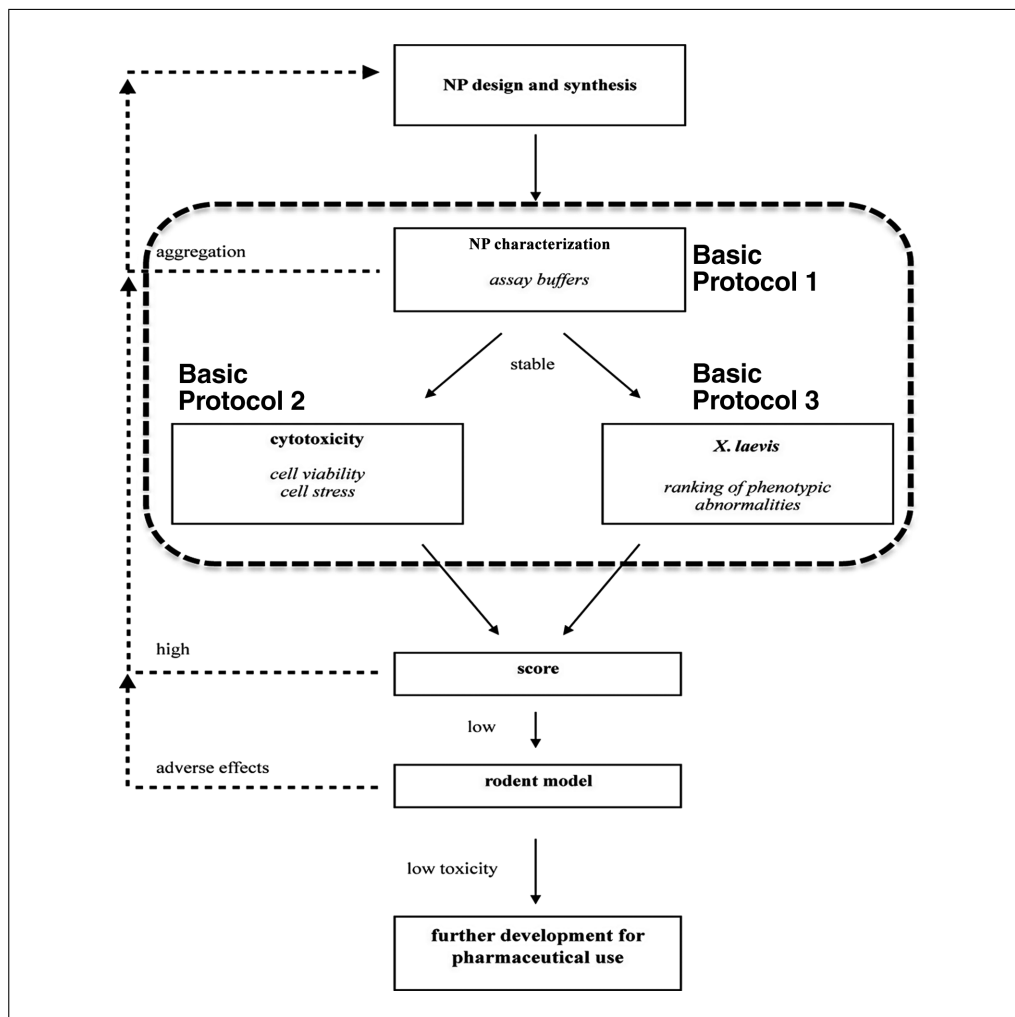 NP design and synthesis
aggregation
NP characterization
assay buffers
Basic
Protocol 1
stable
Basic
Protocol 2
Basic
Protocol 3
cytotoxicity
cell viability
cell stress
X. laevis
ranking of phenotypic
abnormalities
high
score
low
adverse effects
rodent model
low toxicity
further development for
pharmaceutical use